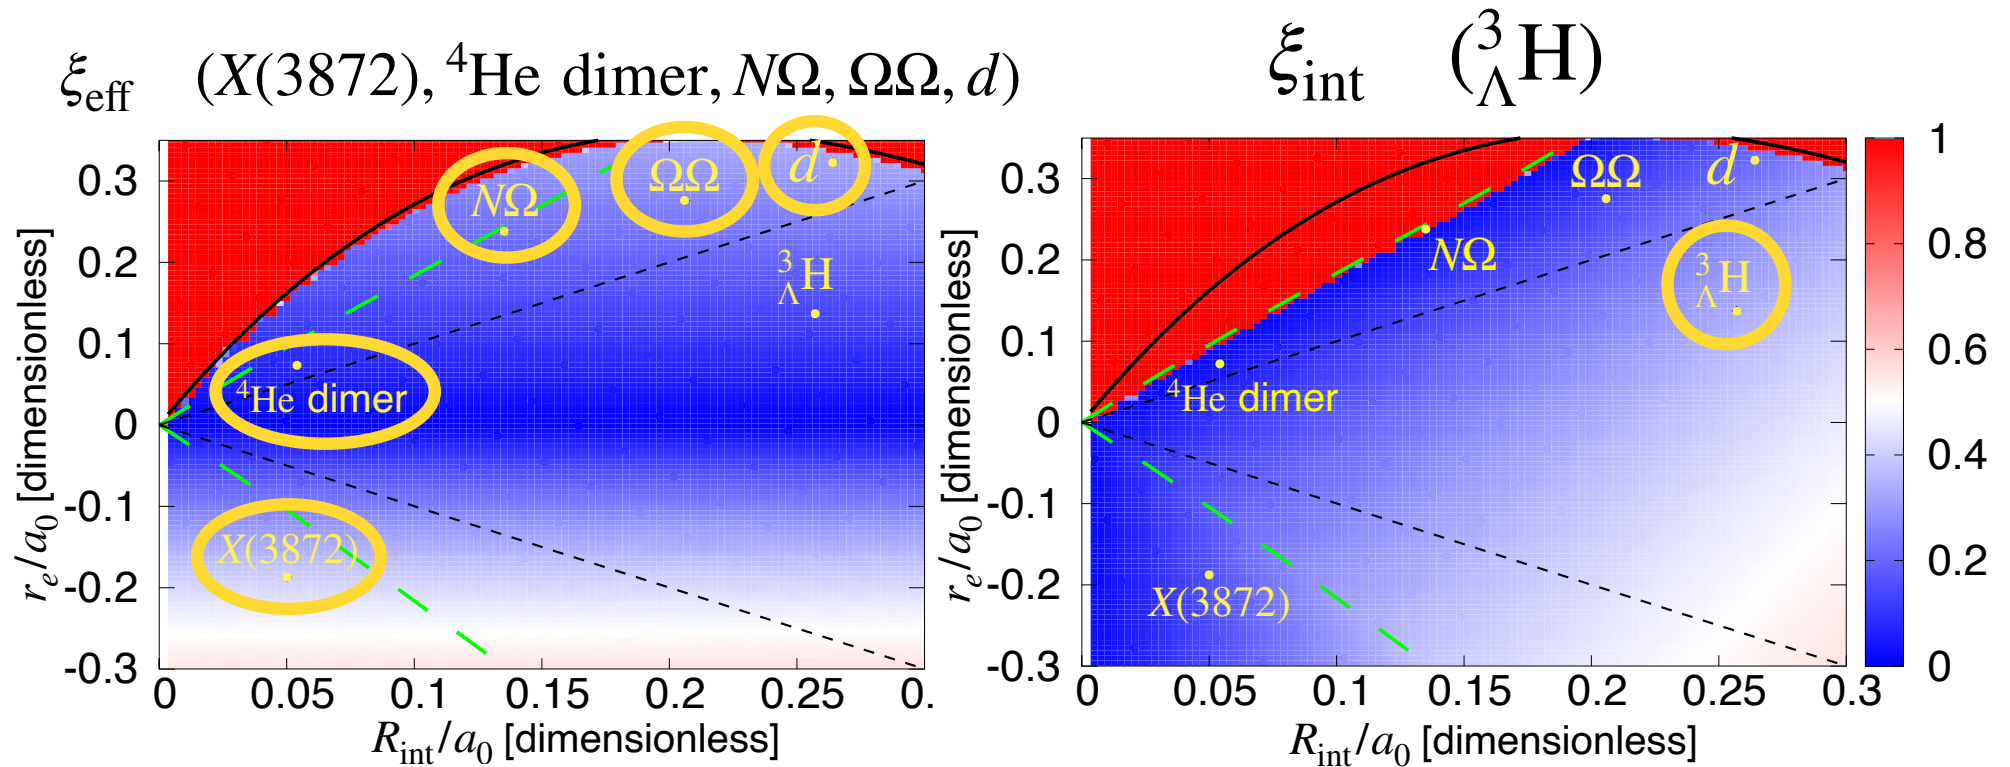 ξeff (X(3872), ⁴He dimer, NΩ, ΩΩ, d)
ξint (³ΛH)
NΩ
ΩΩ
d
³ΛH
⁴He dimer
X(3872)
0.3
0.2
0.1
0
-0.1
-0.2
-0.3
re/a0 [dimensionless]
0 0.05 0.1 0.15 0.2 0.25 0.
Rint/a0 [dimensionless]
ΩΩ
d
NΩ
³ΛH
⁴He dimer
X(3872)
0.3
0.2
0.1
0
-0.1
-0.2
-0.3
re/a0 [dimensionless]
0 0.05 0.1 0.15 0.2 0.25 0.3
Rint/a0 [dimensionless]
1
0.8
0.6
0.4
0.2
0